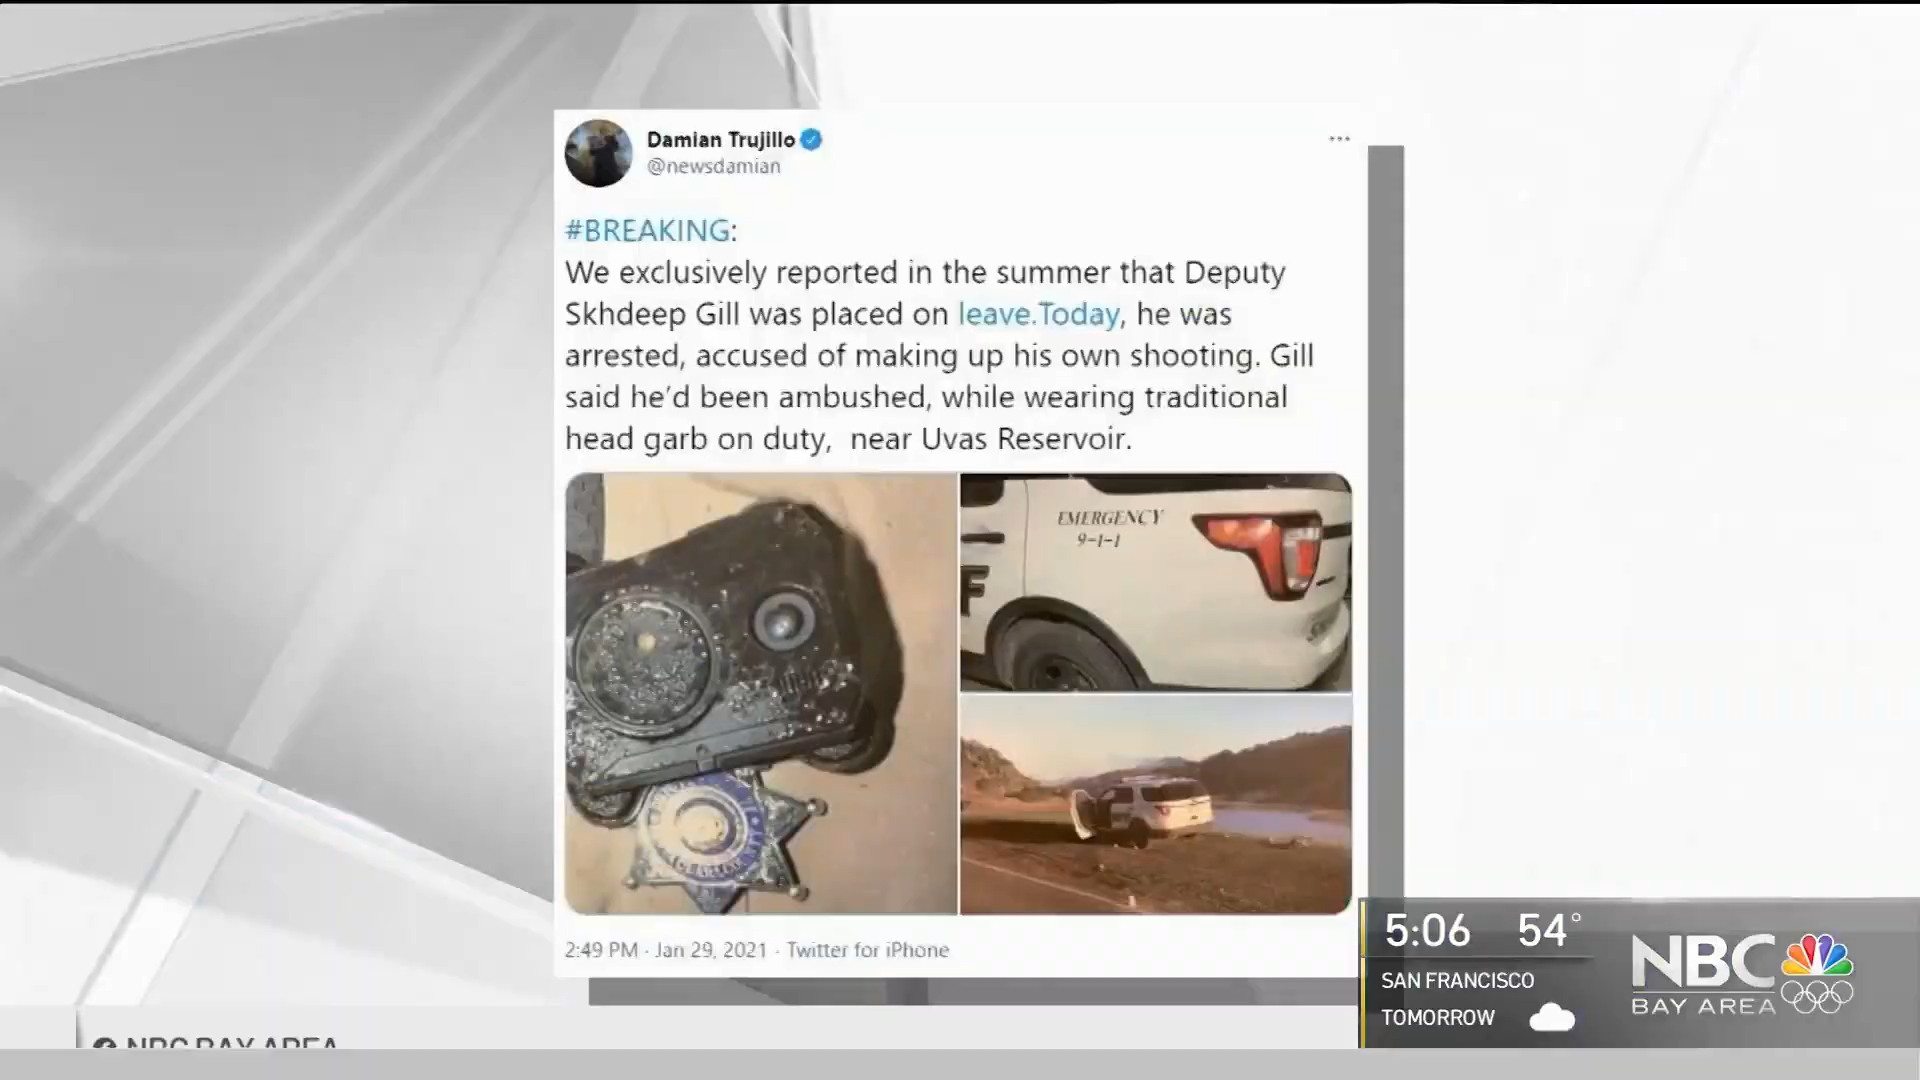 Damian Trujillo
@newsdamian
#BREAKING:
We exclusively reported in the summer that Deputy
Skhdeep Gill was placed on leave.Today, he was
arrested, accused of making up his own shooting. Gill
said he'd been ambushed, while wearing traditional
head garb on duty,  near Uvas Reservoir.
EMERGENCY
9-1-1
F
2:49 PM · Jan 29, 2021 · Twitter for iPhone
5:06 54°
SAN FRANCISCO
TOMORROW
NBC
BAY AREA
NBC BAY AREA